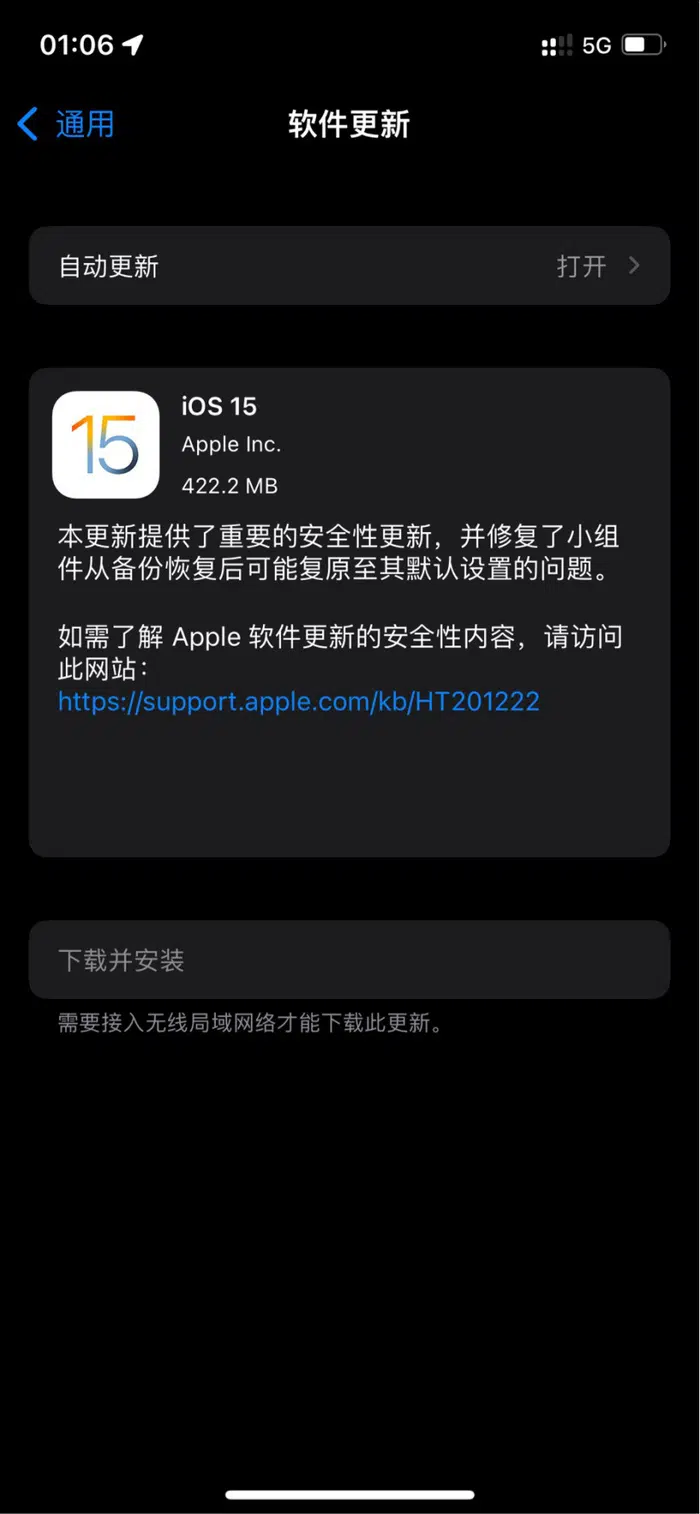 01:06
5G
通用
软件更新
自动更新
打开
15
iOS 15
Apple Inc.
422.2 MB
本更新提供了重要的安全性更新，并修复了小组
件从备份恢复后可能复原至其默认设置的问题。
如需了解 Apple 软件更新的安全性内容，请访问
此网站：
https://support.apple.com/kb/HT201222
下载并安装
需要接入无线局域网络才能下载此更新。